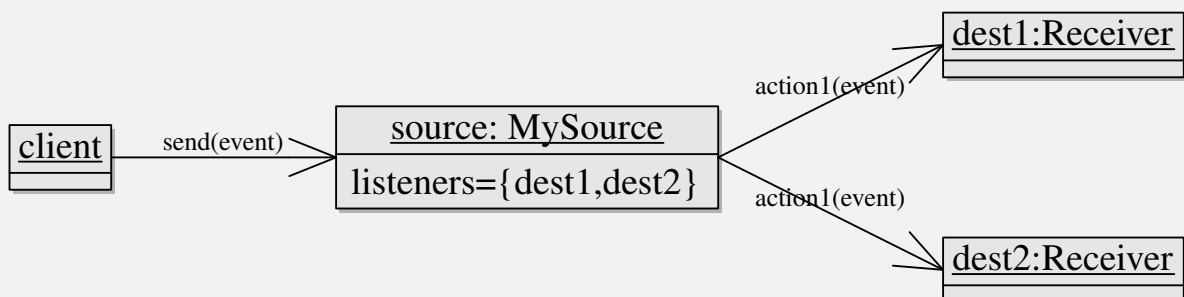 dest1:Receiver
action1(event)
source: MySource
client
send(event)
listeners={dest1,dest2}
action1(event)
dest2:Receiver